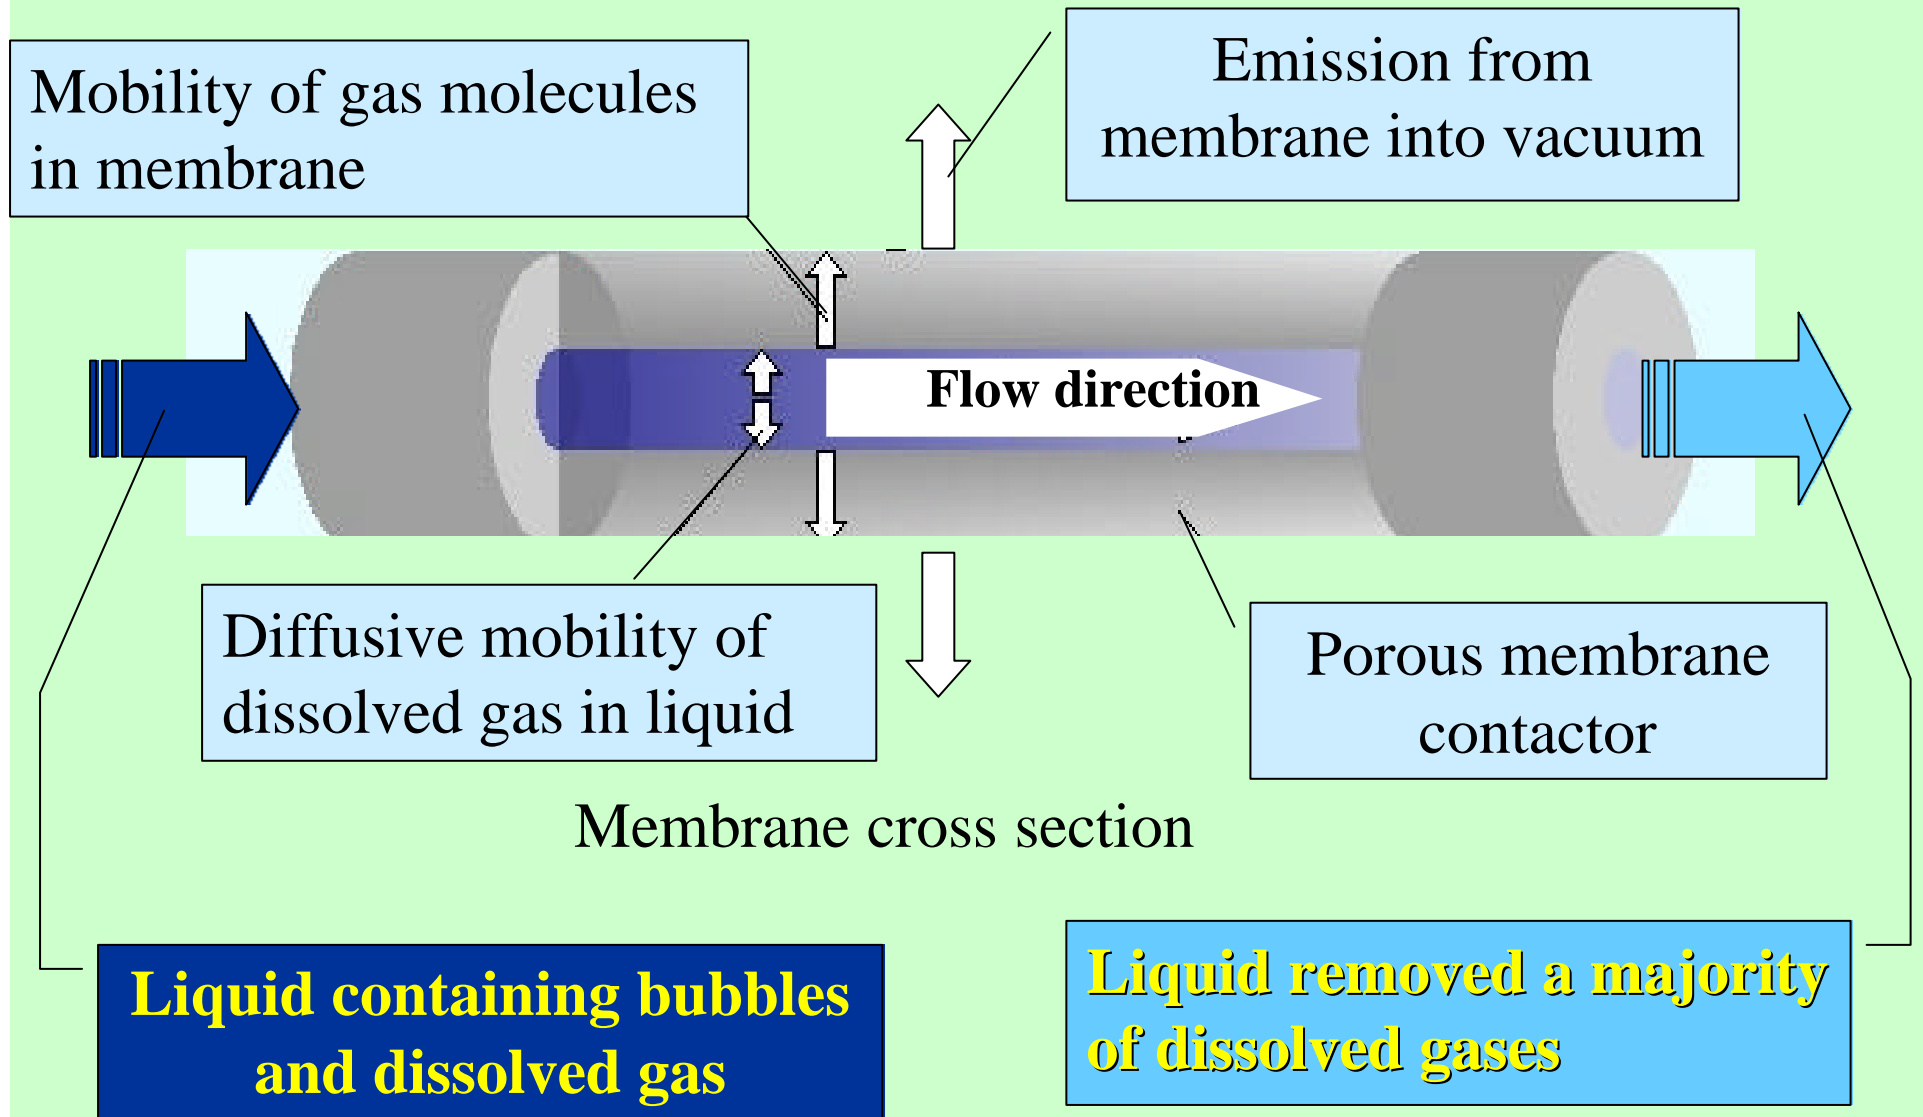 Mobility of gas molecules
in membrane
Emission from
membrane into vacuum
Flow direction
Diffusive mobility of
dissolved gas in liquid
Porous membrane
contactor
Membrane cross section
Liquid containing bubbles
and dissolved gas
Liquid removed a majority
of dissolved gases